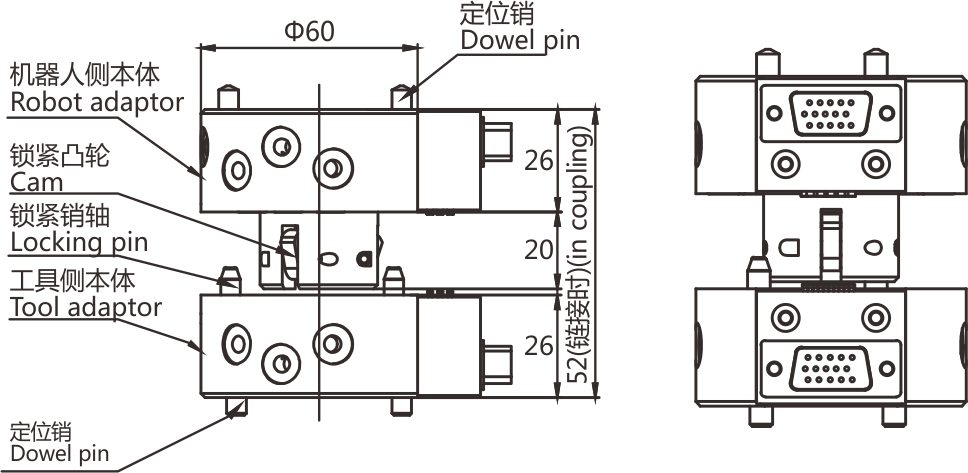 定位销
Dowel pin
Φ60
机器人侧本体
Robot adaptor
锁紧凸轮
Cam
锁紧销轴
Locking pin
工具侧本体
Tool adaptor
定位销
Dowel pin
26
20
26
52(链接时)(in coupling)